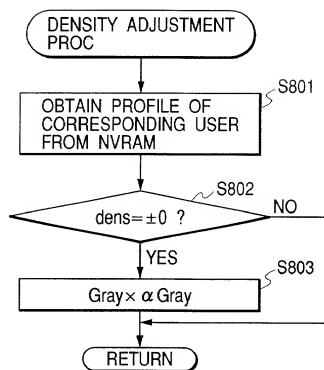 DENSITY ADJUSTMENT
PROC
S801
OBTAIN PROFILE OF
CORRESPONDING USER
FROM NVRAM
S802
dens=±0 ?
NO
YES
S803
Gray× αGray
RETURN